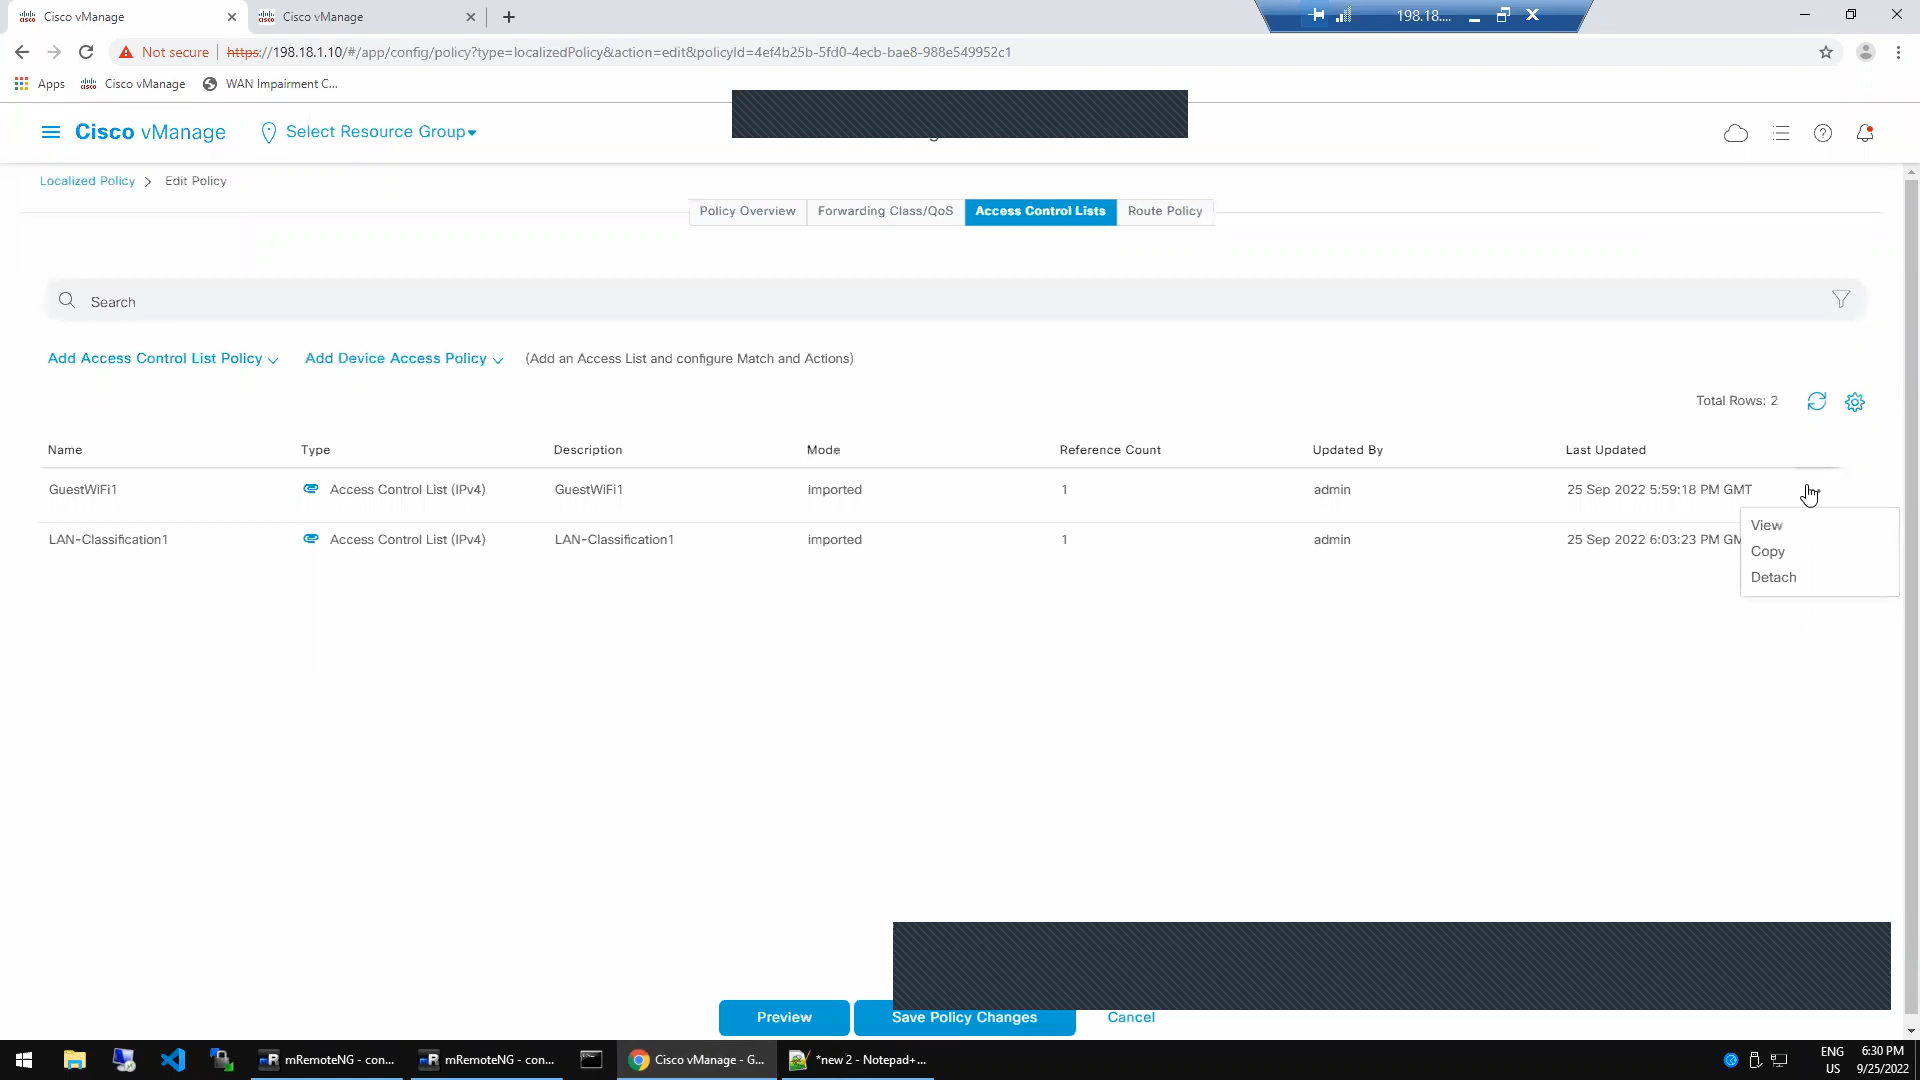 Cisco vManage
Cisco vManage
198.18....
Not secure
https://198.18.1.10/#/app/config/policy?type=localizedPolicy&action=edit&policyId=4ef4b25b-5fd0-4ecb-bae8-988e549952c1
Apps
Cisco vManage
WAN Impairment C...
Cisco vManage
Select Resource Group
Localized Policy
Edit Policy
Policy Overview
Forwarding Class/QoS
Access Control Lists
Route Policy
Search
Add Access Control List Policy
Add Device Access Policy
(Add an Access List and configure Match and Actions)
Total Rows: 2
Name Type Description Mode Reference Count Updated By Last Updated
GuestWiFi1 Access Control List (IPv4) GuestWiFi1 imported 1 admin 25 Sep 2022 5:59:18 PM GMT
LAN-Classification1 Access Control List (IPv4) LAN-Classification1 imported 1 admin 25 Sep 2022 6:03:23 PM GM
View
Copy
Detach
Preview
Save Policy Changes
Cancel
mRemoteNG - con...
mRemoteNG - con...
Cisco vManage - G...
*new 2 - Notepad+...
ENG
US
6:30 PM
9/25/2022